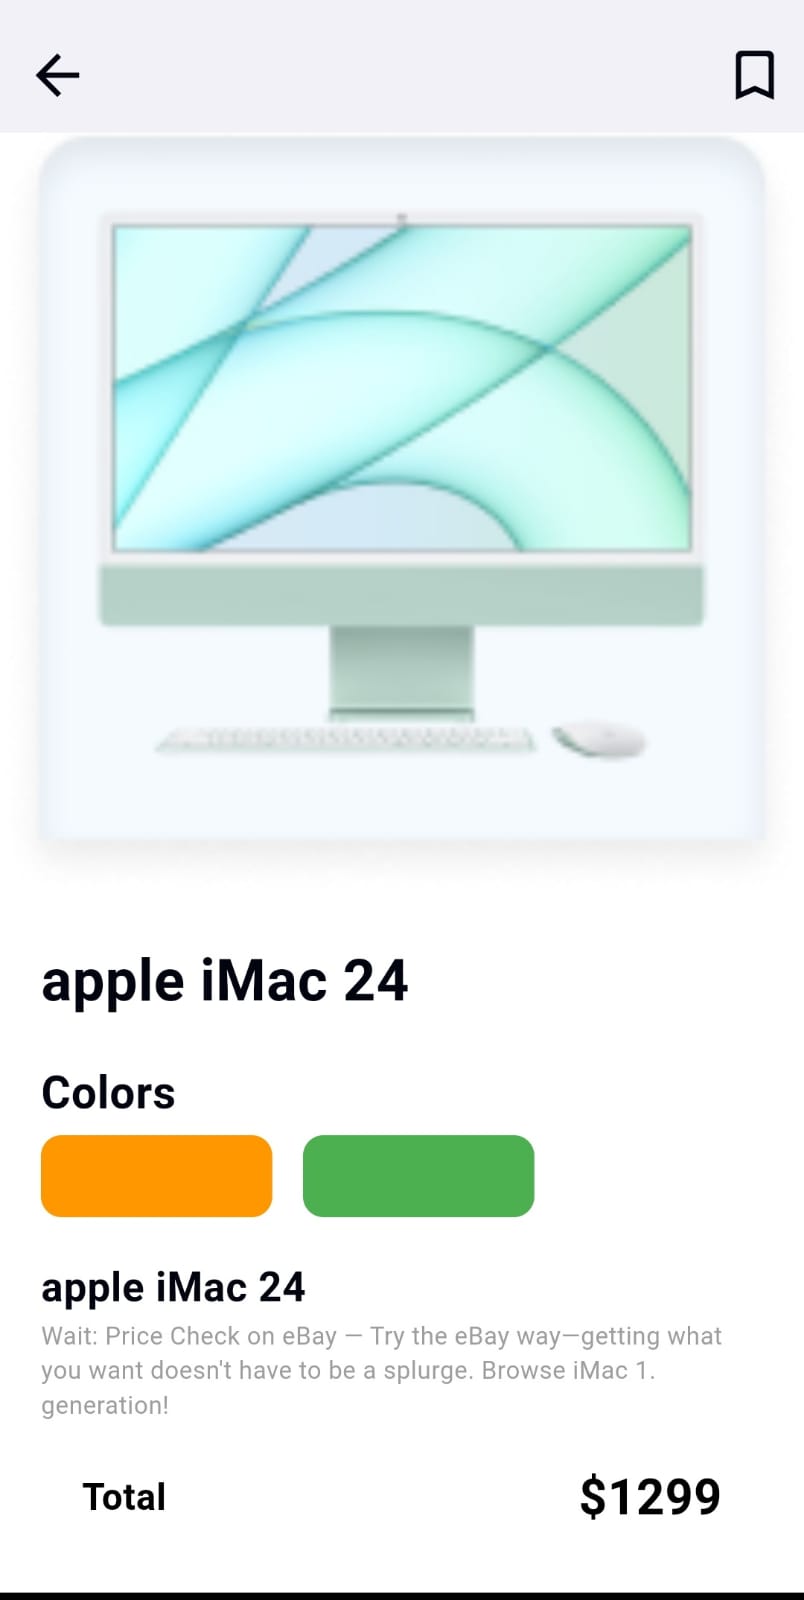 apple iMac 24
Colors
apple iMac 24
Wait: Price Check on eBay — Try the eBay way—getting what
you want doesn't have to be a splurge. Browse iMac 1.
generation!
Total $1299